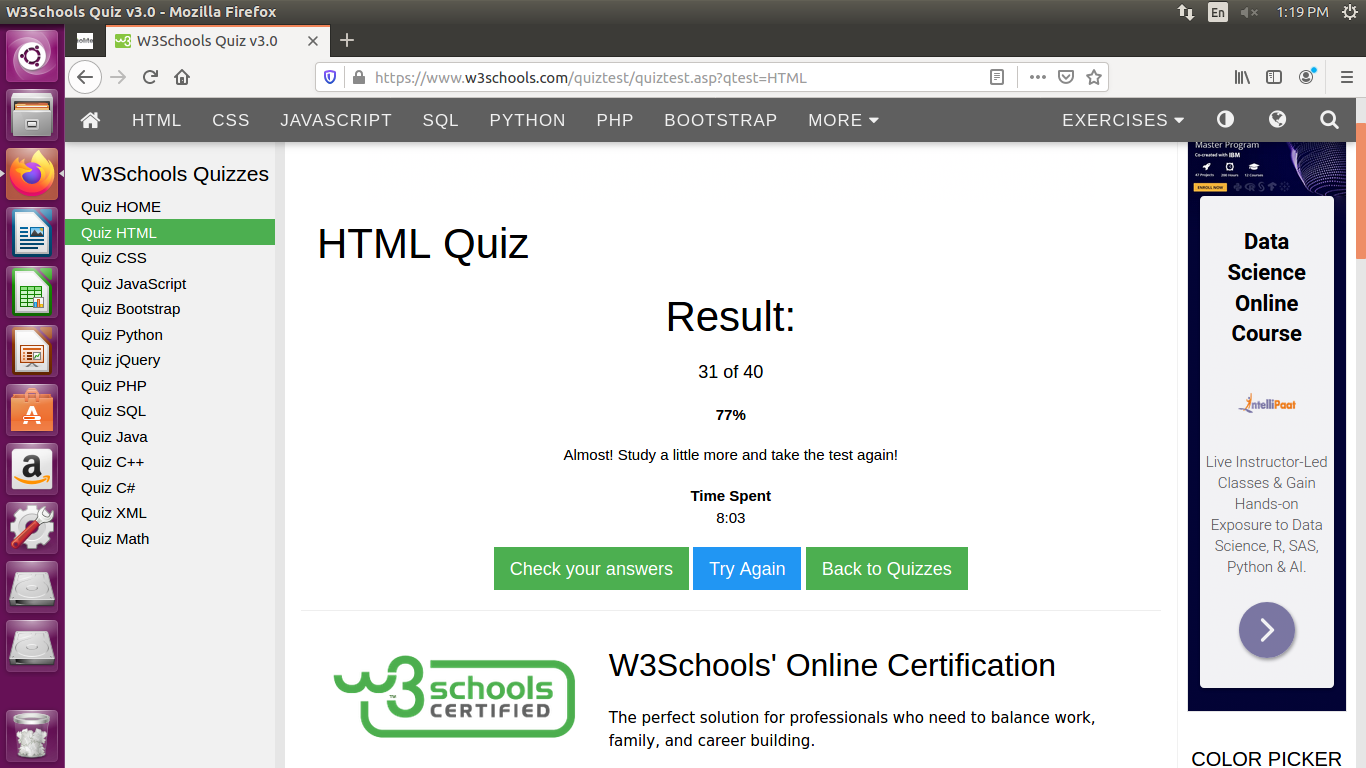 W3Schools Quiz v3.0 - Mozilla Firefox
En
1:19 PM
W3Schools Quiz v3.0
https://www.w3schools.com/quiztest/quiztest.asp?qtest=HTML
HTML CSS JAVASCRIPT SQL PYTHON PHP BOOTSTRAP MORE EXERCISES
W3Schools Quizzes
Quiz HOME
Quiz HTML
Quiz CSS
Quiz JavaScript
Quiz Bootstrap
Quiz Python
Quiz jQuery
Quiz PHP
Quiz SQL
Quiz Java
Quiz C++
Quiz C#
Quiz XML
Quiz Math
HTML Quiz
Result:
31 of 40
77%
Almost! Study a little more and take the test again!
Time Spent
8:03
Check your answers
Try Again
Back to Quizzes
w3schools
CERTIFIED
W3Schools' Online Certification
The perfect solution for professionals who need to balance work,
family, and career building.
Master Program
Co-created with IBM
ENROLL NOW
Data
Science
Online
Course
intelliPaat
Live Instructor-Led
Classes & Gain
Hands-on
Exposure to Data
Science, R, SAS,
Python & AI.
COLOR PICKER